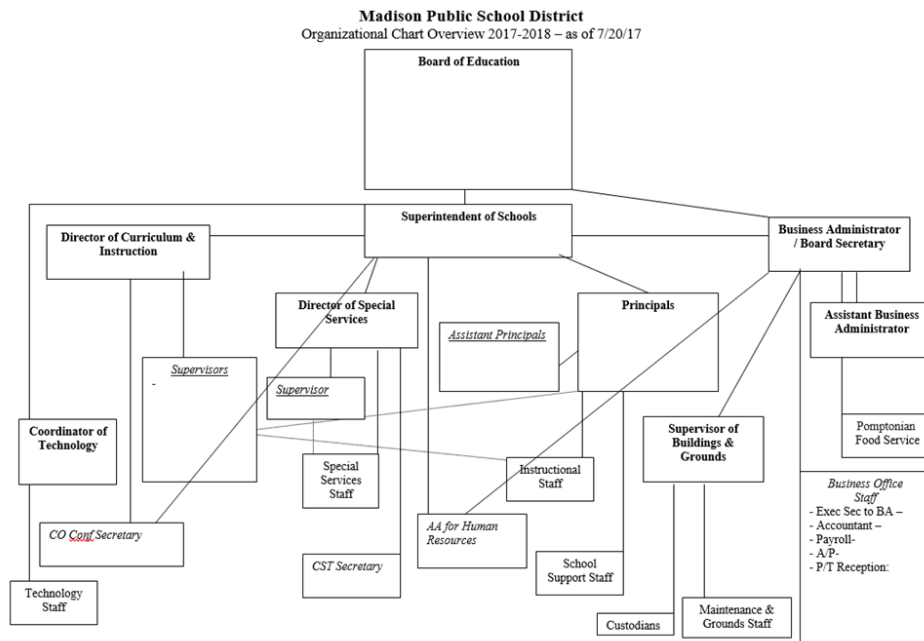 Madison Public School District
Organizational Chart Overview 2017-2018 – as of 7/20/17
Board of Education
Superintendent of Schools
Director of Curriculum &
Instruction
Business Administrator
/ Board Secretary
Director of Special
Services
Principals
Assistant Business
Administrator
Assistant Principals
Supervisors
-
Supervisor
Coordinator of
Technology
Supervisor of
Buildings &
Grounds
Pomptonian
Food Service
Special
Services
Staff
Instructional
Staff
Business Office
Staff
- Exec Sec to BA –
- Accountant –
- Payroll-
- A/P-
- P/T Reception:
CO Conf Secretary
AA for Human
Resources
CST Secretary
School
Support Staff
Technology
Staff
Custodians
Maintenance &
Grounds Staff